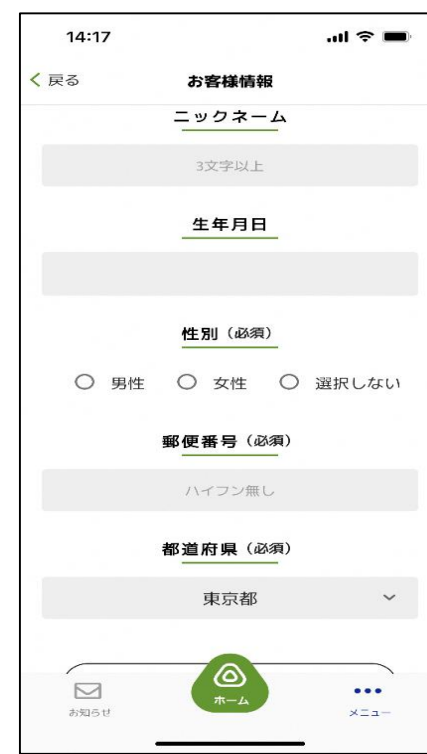 14:17
戻る お客様情報
ニックネーム
3文字以上
生年月日
性別（必須）
男性 女性 選択しない
郵便番号（必須）
ハイフン無し
都道府県（必須）
東京都
お知らせ ホーム メニュー